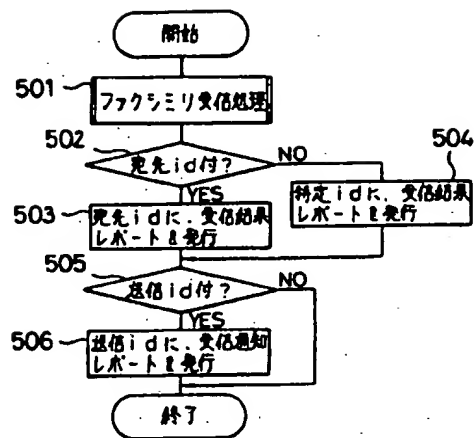 開始
501
ファクシミリ受信処理
502
宛先id付?
NO
504
YES
503
宛先idに、受信結果
レポートを発行
特定idに、受信結果
レポートを発行
505
送信id付?
NO
YES
506
送信idに、受信通知
レポートを発行
終了